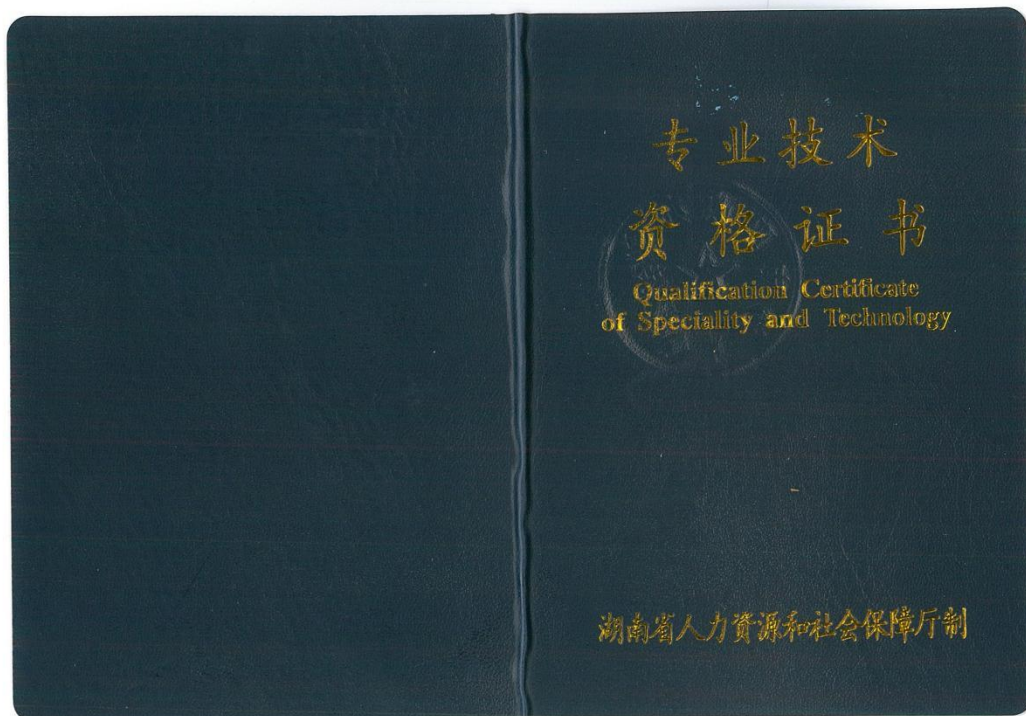 专业技术
资格证书
Qualification Certificate
of Speciality and Technology
湖南省人力资源和社会保障厅制